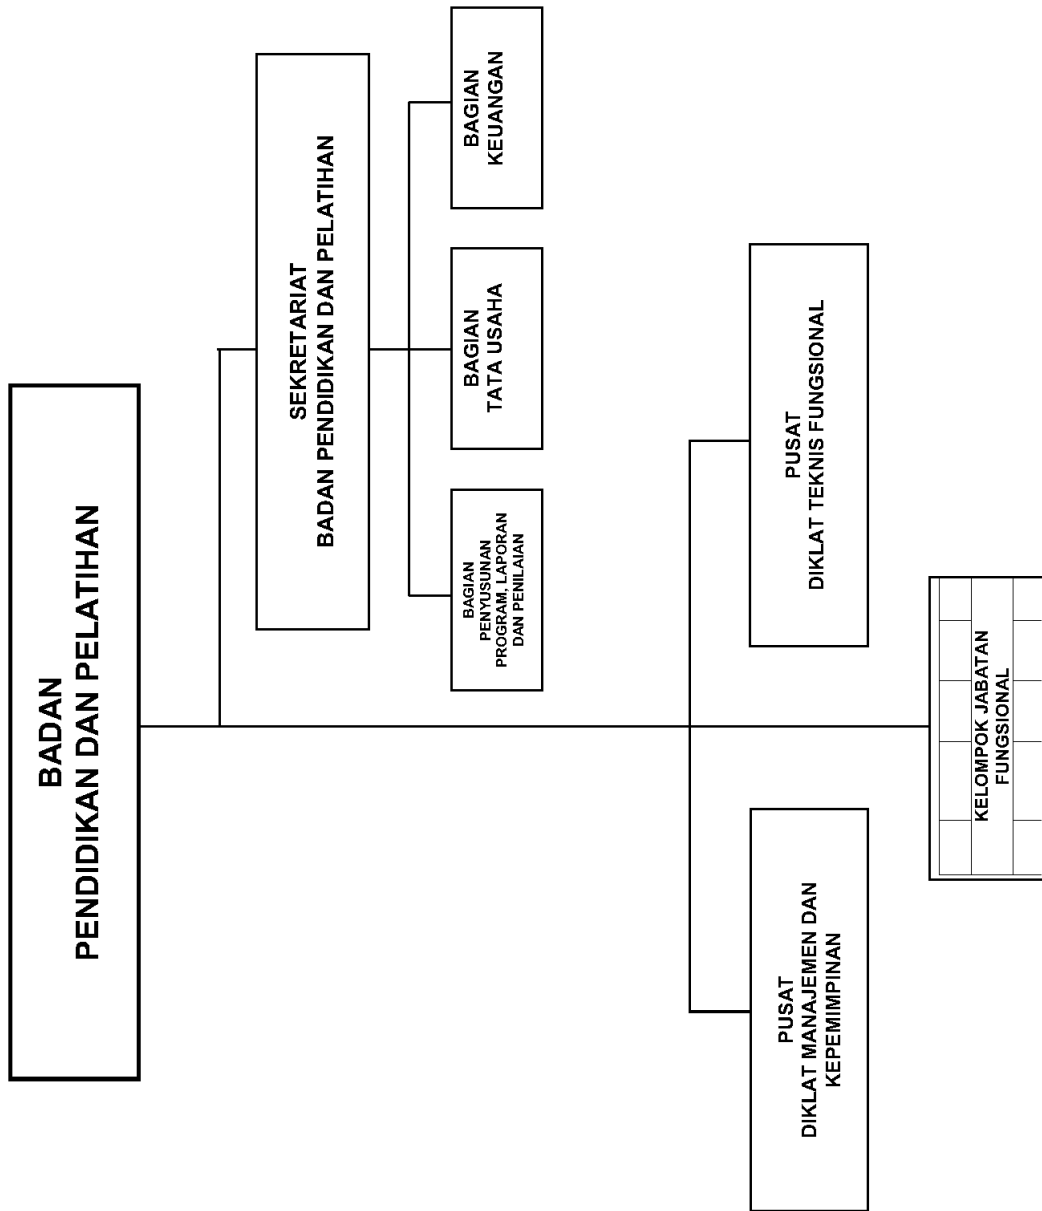 BADAN
PENDIDIKAN DAN PELATIHAN
SEKRETARIAT
BADAN PENDIDIKAN DAN PELATIHAN
BAGIAN
PENYUSUNAN
PROGRAM, LAPORAN
DAN PENILAIAN
BAGIAN
TATA USAHA
BAGIAN
KEUANGAN
PUSAT
DIKLAT MANAJEMEN DAN
KEPEMIMPINAN
PUSAT
DIKLAT TEKNIS FUNGSIONAL
KELOMPOK JABATAN
FUNGSIONAL